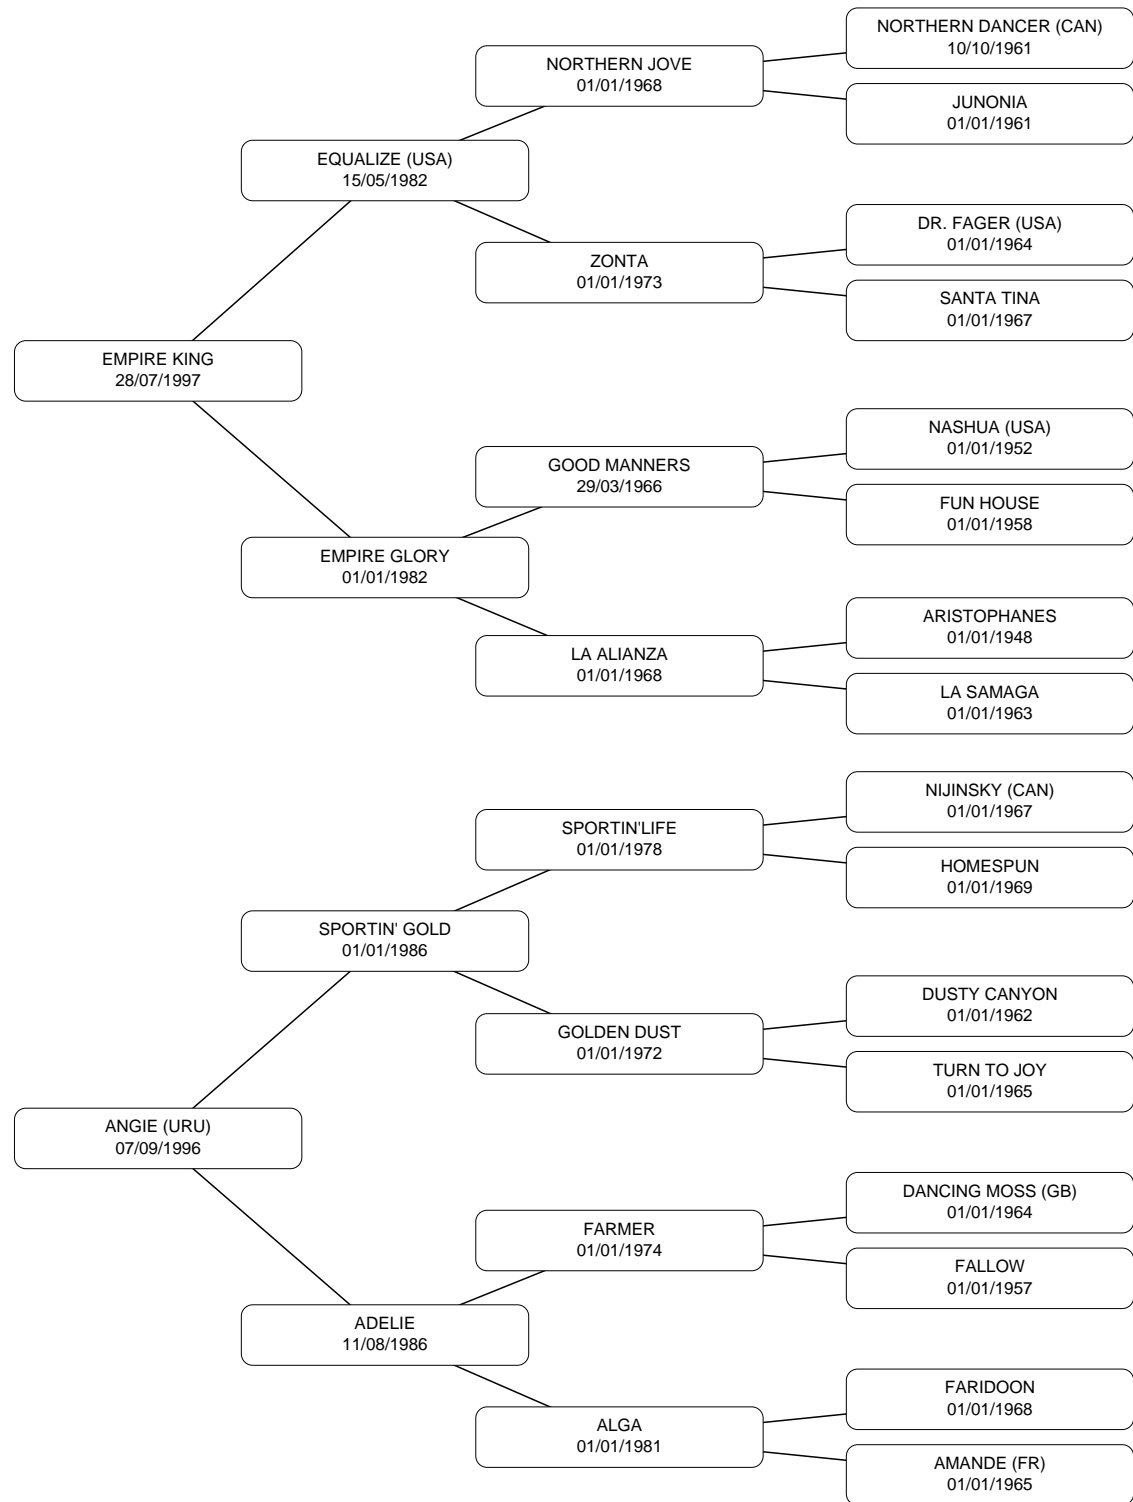 NORTHERN DANCER (CAN)
10/10/1961
NORTHERN JOVE
01/01/1968
JUNONIA
01/01/1961
EQUALIZE (USA)
15/05/1982
DR. FAGER (USA)
01/01/1964
ZONTA
01/01/1973
SANTA TINA
01/01/1967
EMPIRE KING
28/07/1997
NASHUA (USA)
01/01/1952
GOOD MANNERS
29/03/1966
FUN HOUSE
01/01/1958
EMPIRE GLORY
01/01/1982
ARISTOPHANES
01/01/1948
LA ALIANZA
01/01/1968
LA SAMAGA
01/01/1963
NIJINSKY (CAN)
01/01/1967
SPORTIN'LIFE
01/01/1978
HOMESPUN
01/01/1969
SPORTIN' GOLD
01/01/1986
DUSTY CANYON
01/01/1962
GOLDEN DUST
01/01/1972
TURN TO JOY
01/01/1965
ANGIE (URU)
07/09/1996
DANCING MOSS (GB)
01/01/1964
FARMER
01/01/1974
FALLOW
01/01/1957
ADELIE
11/08/1986
FARIDOON
01/01/1968
ALGA
01/01/1981
AMANDE (FR)
01/01/1965